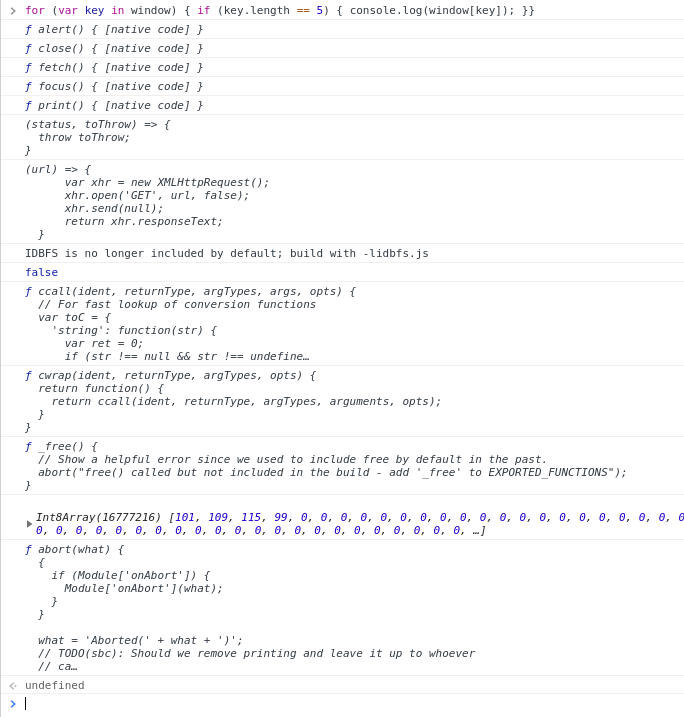 for (var key in window) { if (key.length == 5) { console.log(window[key]); }}
ƒ alert() { [native code] }
ƒ close() { [native code] }
ƒ fetch() { [native code] }
ƒ focus() { [native code] }
ƒ print() { [native code] }
(status, toThrow) => {
  throw toThrow;
}
(url) => {
      var xhr = new XMLHttpRequest();
      xhr.open('GET', url, false);
      xhr.send(null);
      return xhr.responseText;
  }
IDBFS is no longer included by default; build with -lidbfs.js
false
ƒ ccall(ident, returnType, argTypes, args, opts) {
  // For fast lookup of conversion functions
  var toC = {
    'string': function(str) {
      var ret = 0;
      if (str !== null && str !== undefine…
ƒ cwrap(ident, returnType, argTypes, opts) {
  return function() {
    return ccall(ident, returnType, argTypes, arguments, opts);
  }
}
ƒ _free() {
  // Show a helpful error since we used to include free by default in the past.
  abort("free() called but not included in the build - add '_free' to EXPORTED_FUNCTIONS");
}
Int8Array(16777216) [101, 109, 115, 99, 0, 0, 0, 0, 0, 0, 0, 0, 0, 0, 0, 0, 0, 0, 0, 0, 0, 0, 0, 0
0, 0, 0, 0, 0, 0, 0, 0, 0, 0, 0, 0, 0, 0, 0, 0, 0, 0, 0, 0, 0, 0, …]
ƒ abort(what) {
  {
    if (Module['onAbort']) {
      Module['onAbort'](what);
    }
  }
  what = 'Aborted(' + what + ')';
  // TODO(sbc): Should we remove printing and leave it up to whoever
  // ca…
undefined